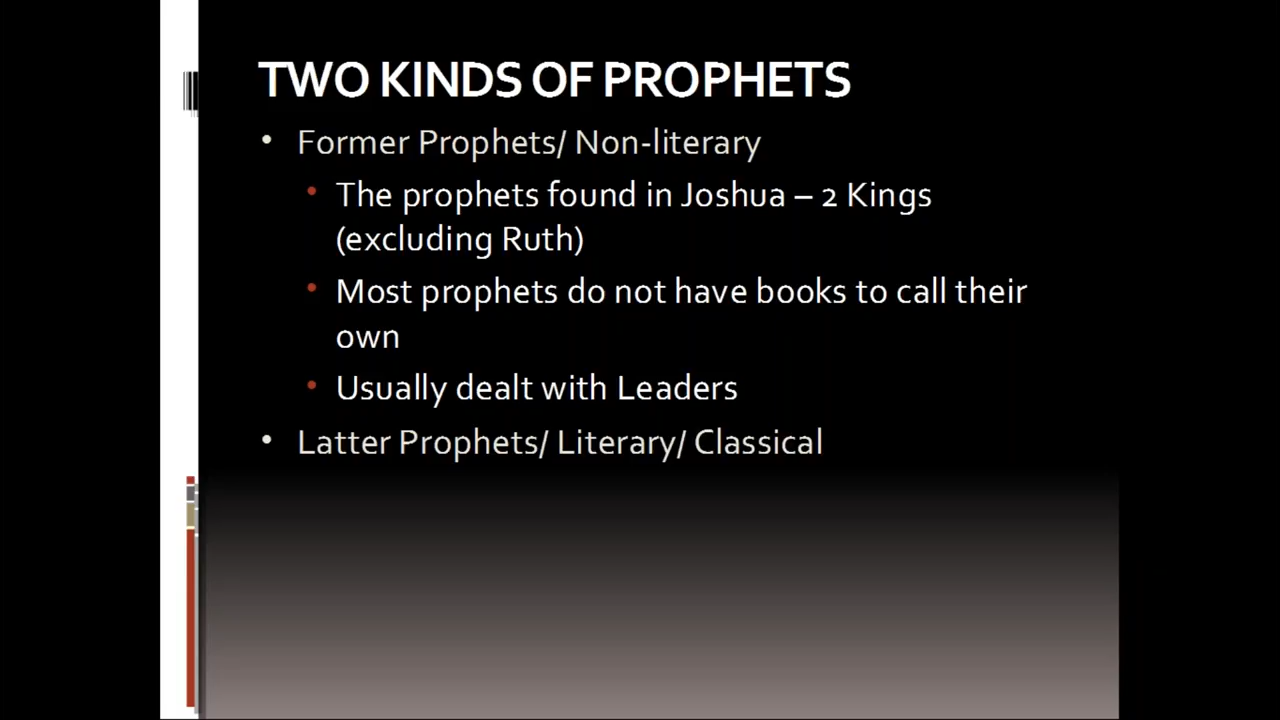 TWO KINDS OF PROPHETS
• Former Prophets/ Non-literary
• The prophets found in Joshua – 2 Kings
(excluding Ruth)
• Most prophets do not have books to call their
own
• Usually dealt with Leaders
• Latter Prophets/ Literary/ Classical